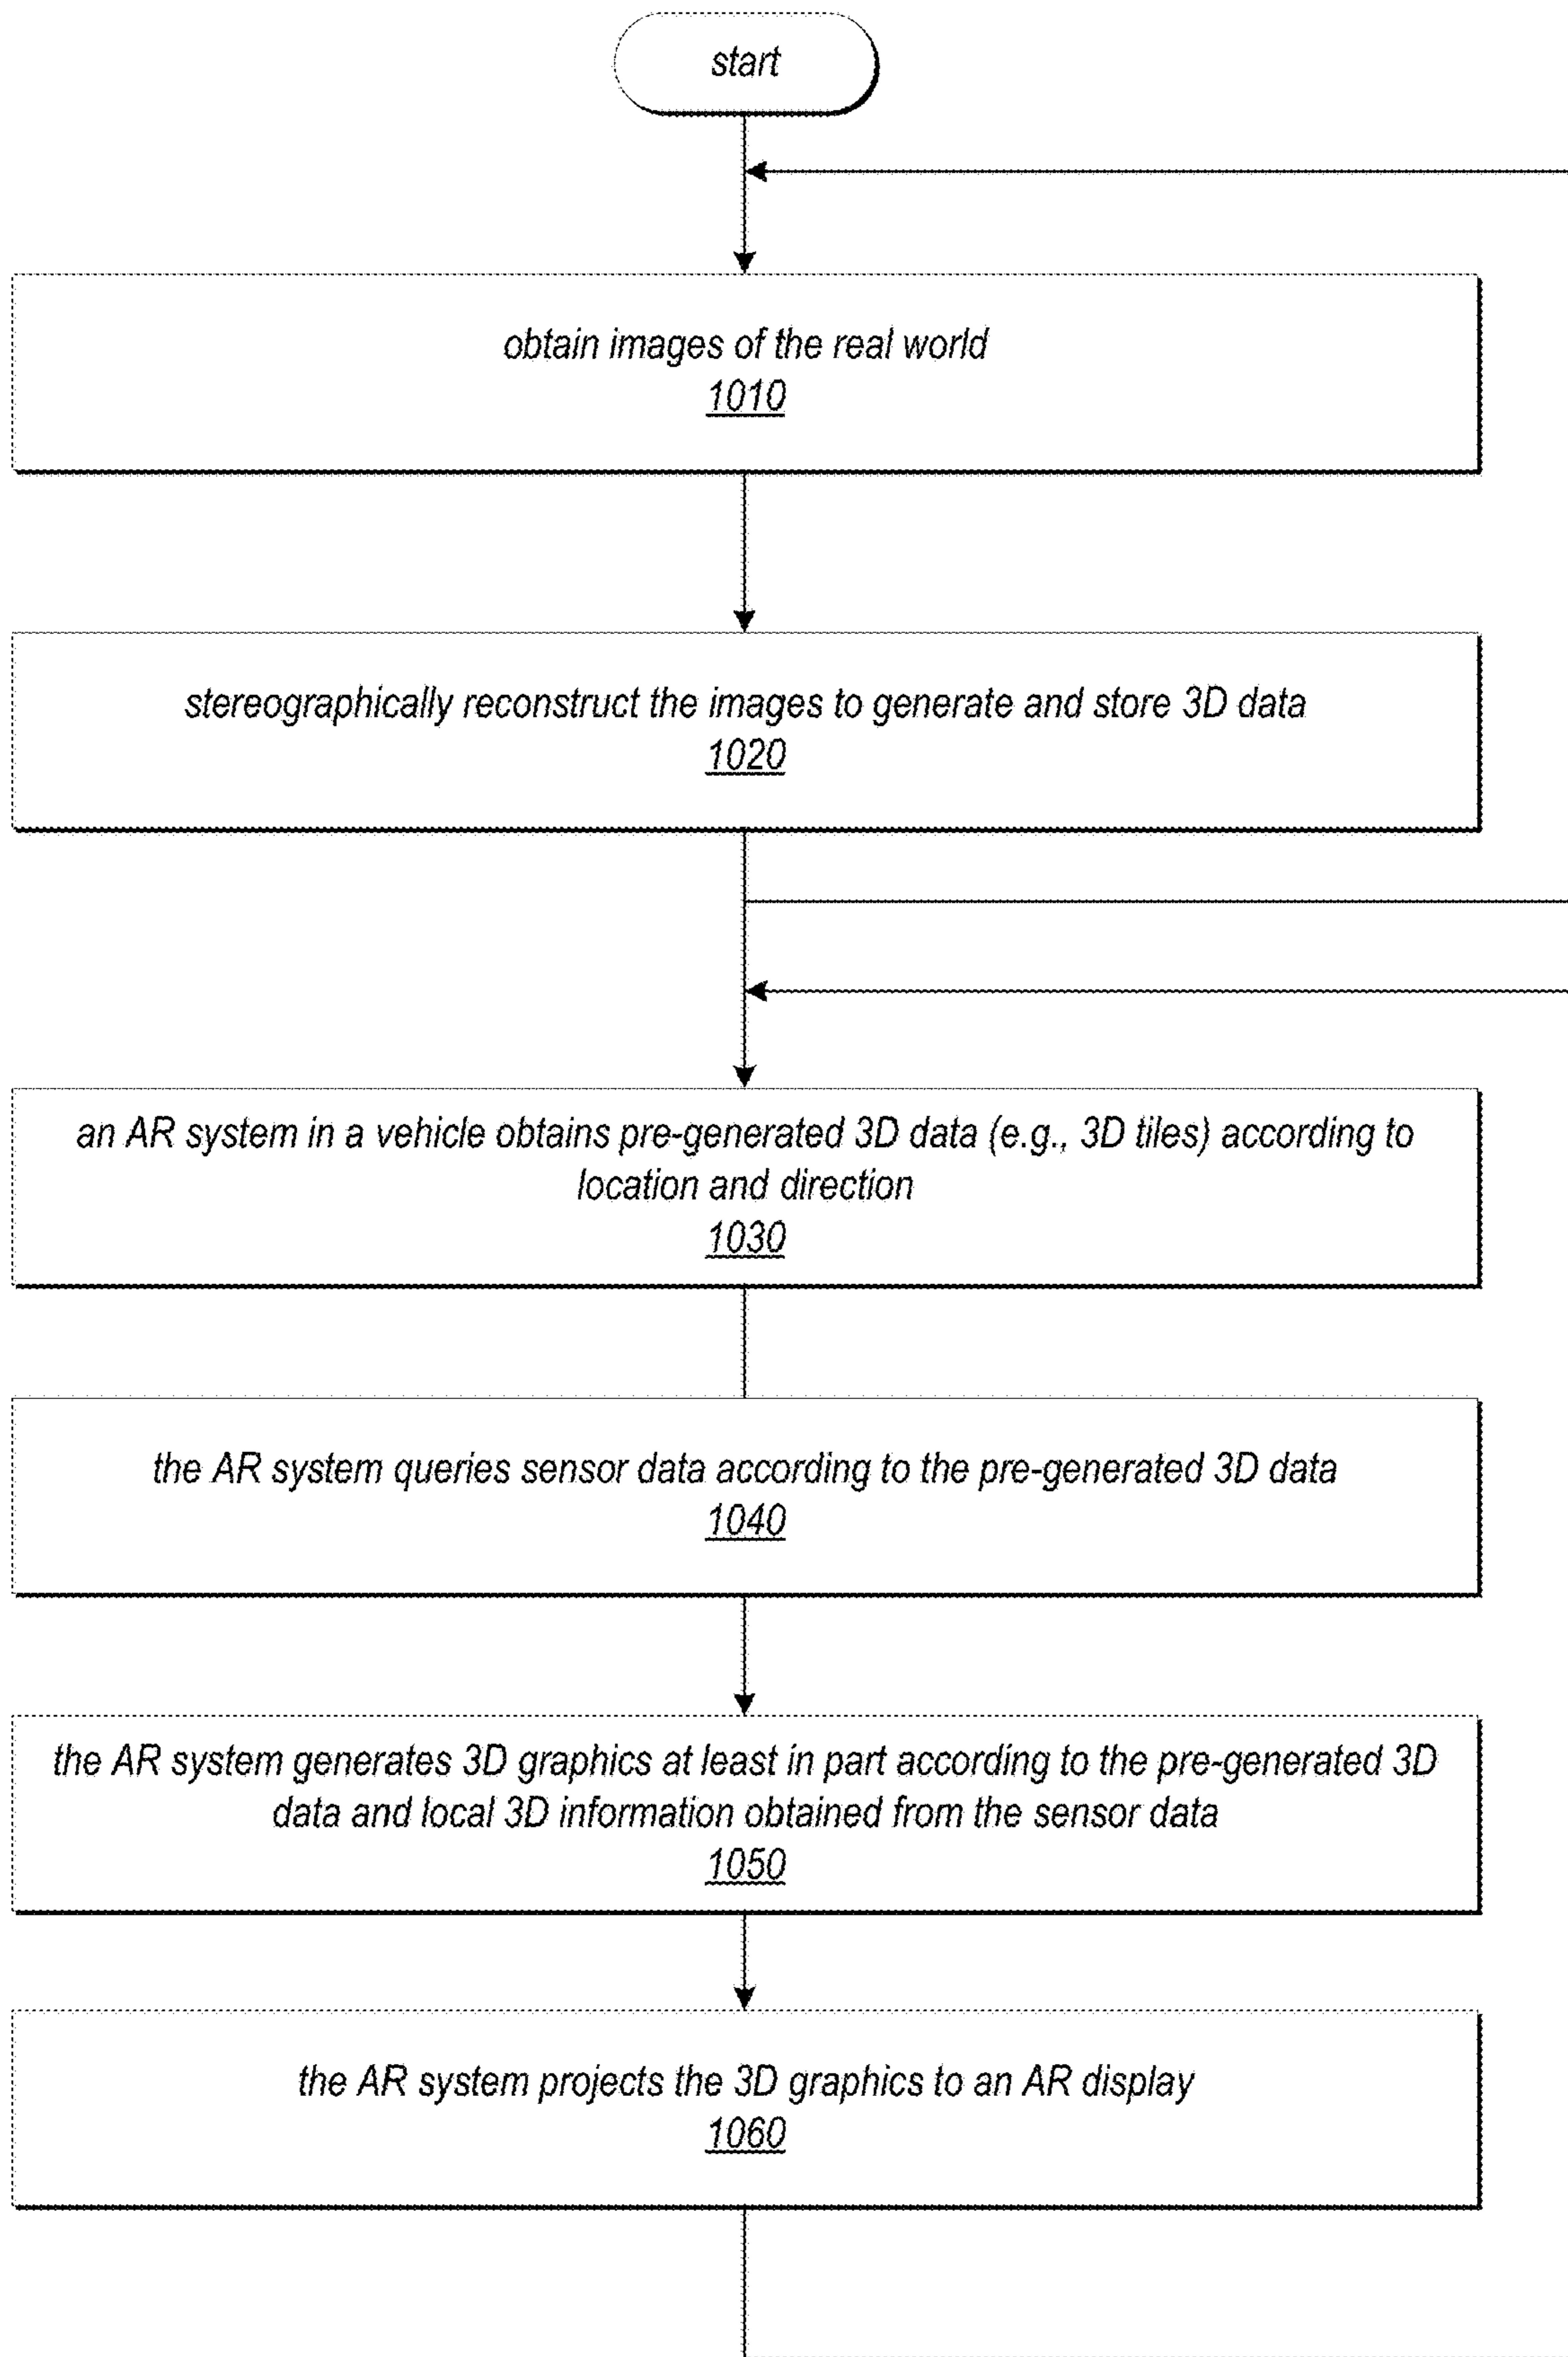 start
obtain images of the real world
1010
stereographically reconstruct the images to generate and store 3D data
1020
an AR system in a vehicle obtains pre-generated 3D data (e.g., 3D tiles) according to
location and direction
1030
the AR system queries sensor data according to the pre-generated 3D data
1040
the AR system generates 3D graphics at least in part according to the pre-generated 3D
data and local 3D information obtained from the sensor data
1050
the AR system projects the 3D graphics to an AR display
1060